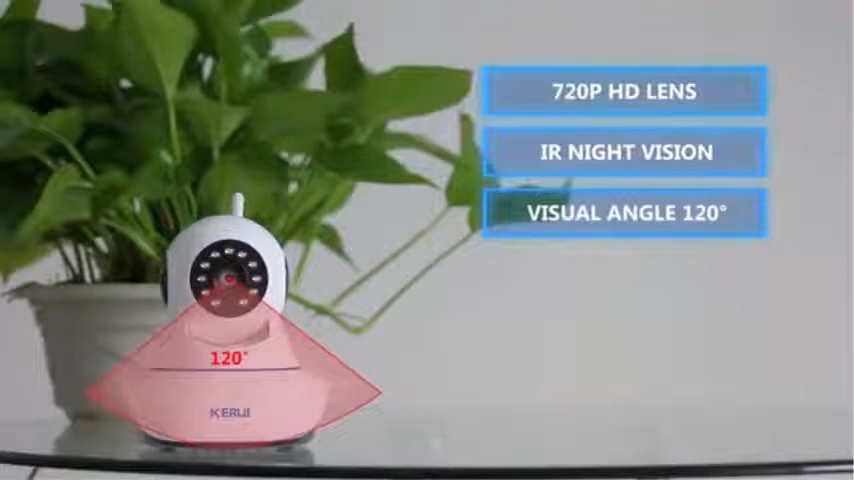 720P HD LENS
IR NIGHT VISION
VISUAL ANGLE 120°
120°
KERUI